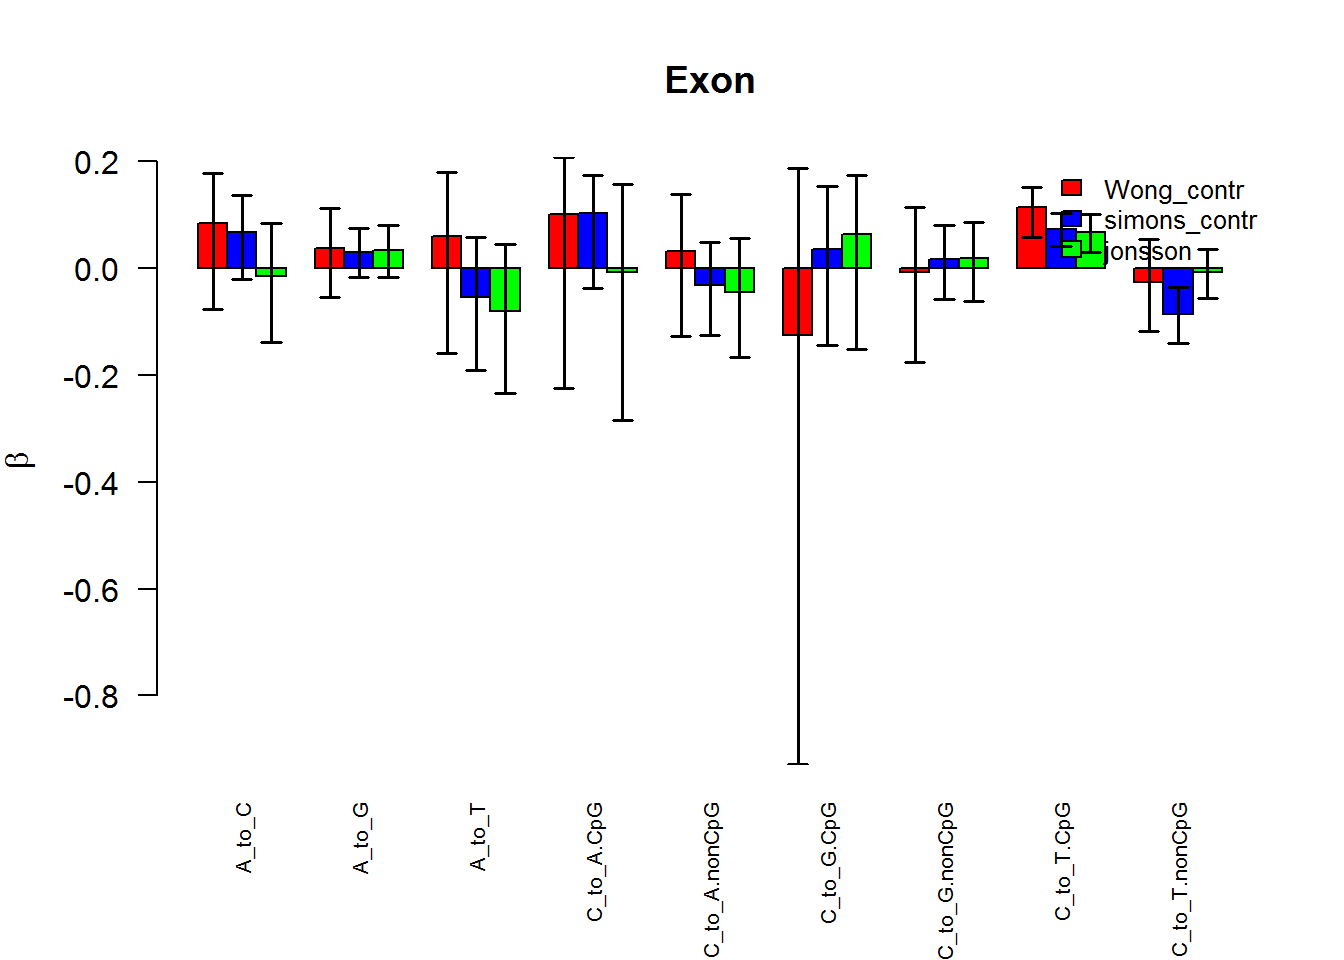 Exon
0.2
0.0
-0.2
-0.4
-0.6
-0.8
β
Wong_contr
simons_contr
jonsson
A_to_C
A_to_G
A_to_T
C_to_A.CpG
C_to_A.nonCpG
C_to_G.CpG
C_to_G.nonCpG
C_to_T.CpG
C_to_T.nonCpG